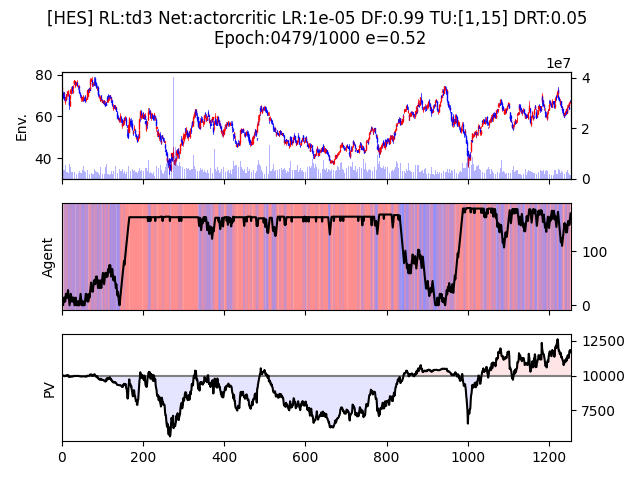 [HES] RL:td3 Net:actorcritic LR:1e-05 DF:0.99 TU:[1,15] DRT:0.05
Epoch:0479/1000 e=0.52
1e7
80
60
40
Env.
4
2
0
Agent
100
0
PV
12500
10000
7500
0 200 400 600 800 1000 1200